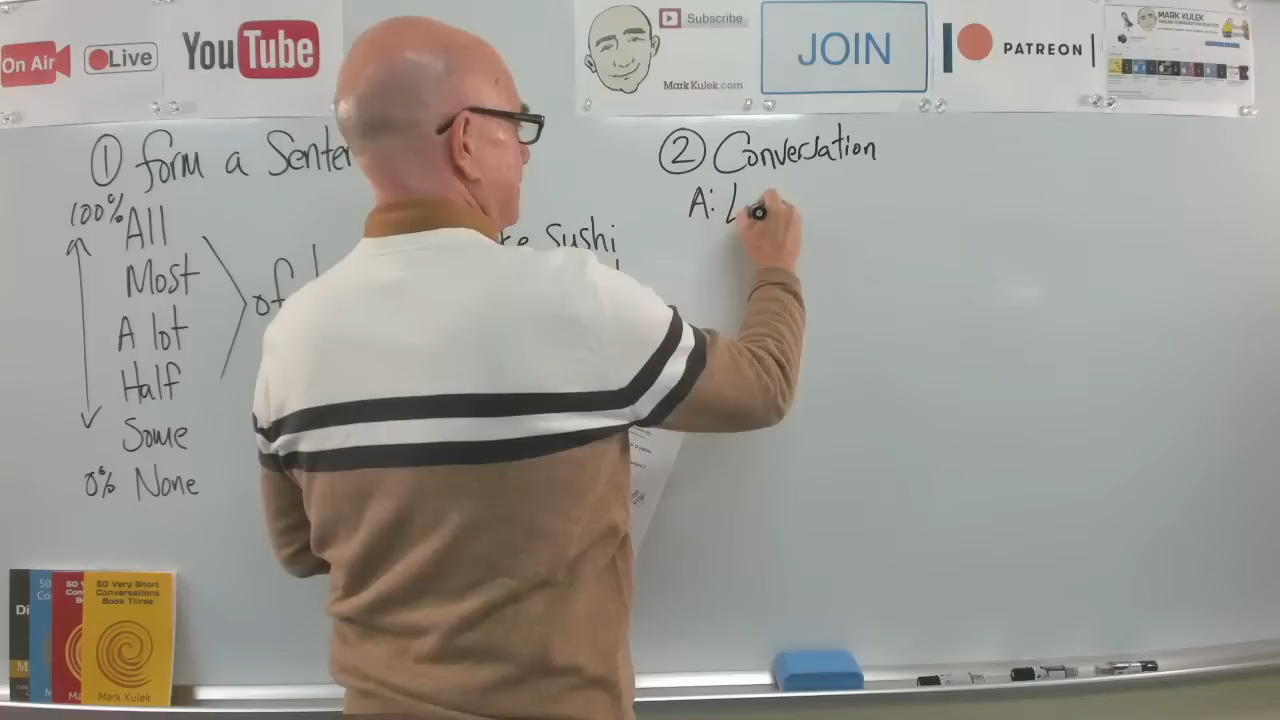 On Air
Live
YouTube
Subscribe
MarkKulek.com
JOIN
PATREON
MARK KULEK
① form a Senten
100% All
Most
A lot
Half
Some
0% None
of
Sushi
② Conversation
A: L
50 Very Short
Conversations
Book Three
Mark Kulek